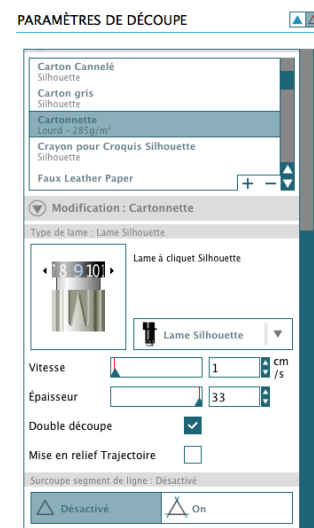 PARAMÈTRES DE DÉCOUPE
Carton Cannelé
Silhouette
Carton gris
Silhouette
Cartonnette
Lourd – 285g/m²
Crayon pour Croquis Silhouette
Silhouette
Faux Leather Paper
+ −
Modification : Cartonnette
Type de lame : Lame Silhouette
8 9 10
Lame à cliquet Silhouette
Lame Silhouette
Vitesse 1 cm/s
Épaisseur 33
Double découpe
Mise en relief Trajectoire
Surcoupe segment de ligne : Désactivé
Désactivé On